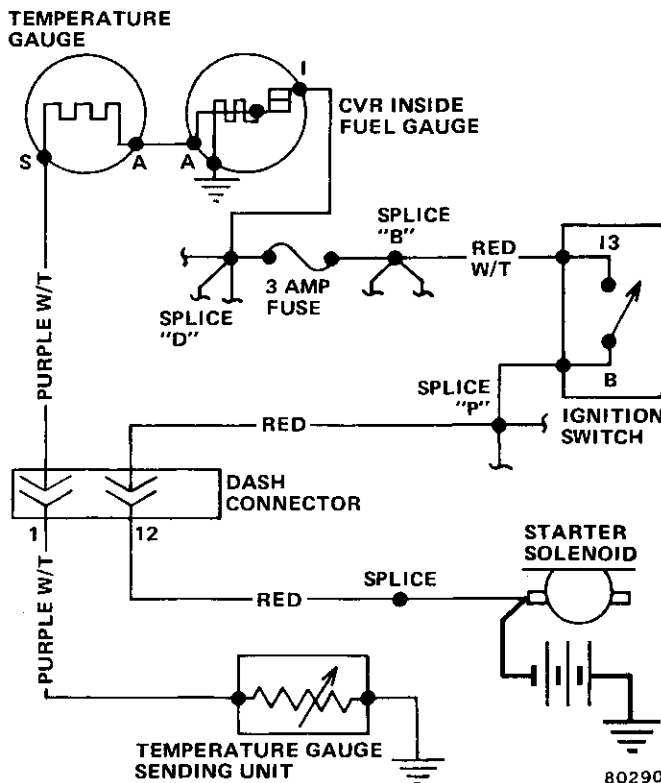 TEMPERATURE
GAUGE
I
CVR INSIDE
FUEL GAUGE
S
A
A
SPLICE
"B"
RED
W/T
I3
3 AMP
FUSE
SPLICE
"D"
PURPLE W/T
SPLICE
"P"
B
IGNITION
SWITCH
RED
DASH
CONNECTOR
1
12
STARTER
SOLENOID
SPLICE
RED
PURPLE W/T
TEMPERATURE GAUGE
SENDING UNIT
80290